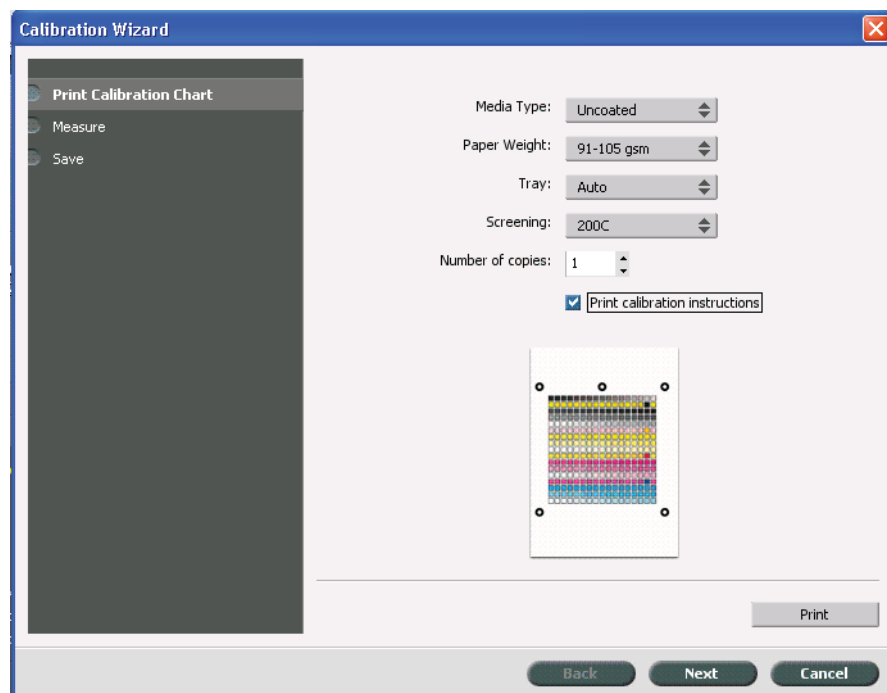 Calibration Wizard
Print Calibration Chart
Measure
Save
Media Type: Uncoated
Paper Weight: 91-105 gsm
Tray: Auto
Screening: 200C
Number of copies: 1
Print calibration instructions
Print
Back Next Cancel